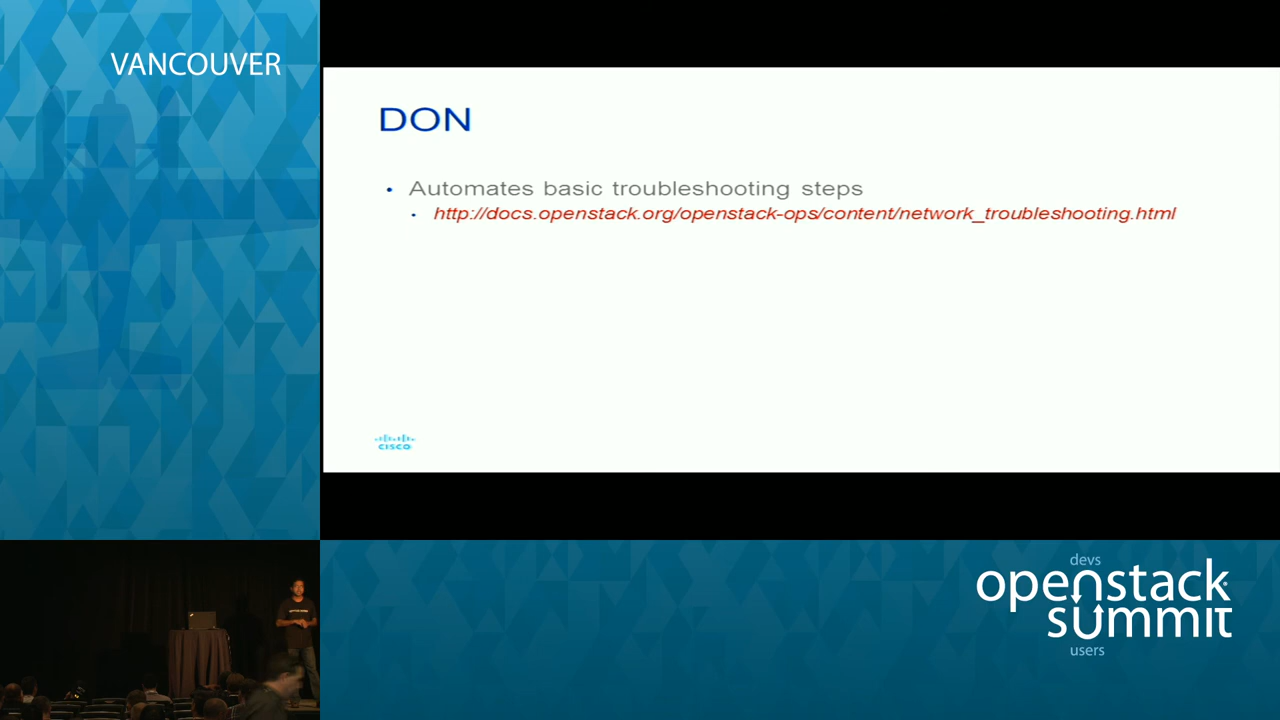 VANCOUVER
DON
• Automates basic troubleshooting steps
• http://docs.openstack.org/openstack-ops/content/network_troubleshooting.html
CISCO
devs
openstack
summit
users